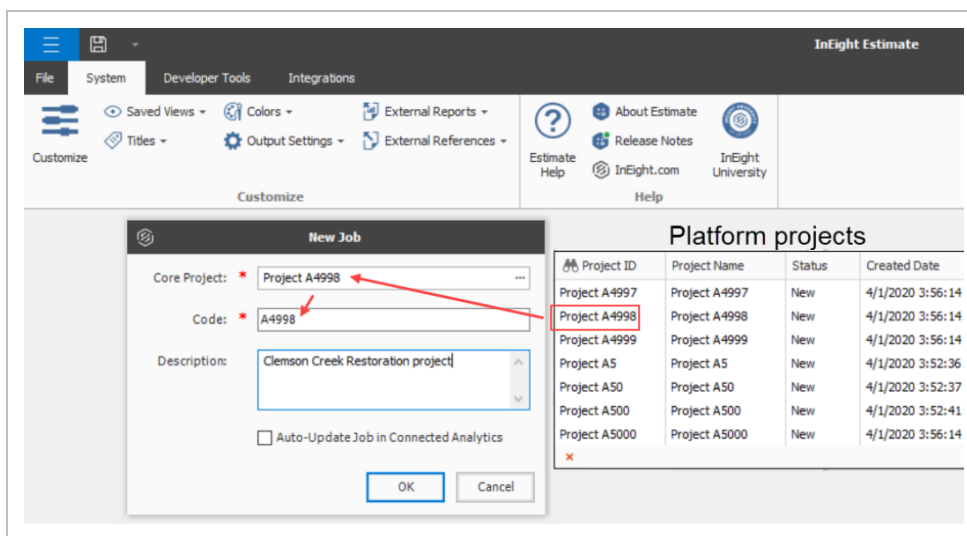 InEight Estimate
File System Developer Tools Integrations
Saved Views Colors External Reports
Titles Output Settings External References
Customize
Customize
Estimate Help
About Estimate
Release Notes
InEight.com
InEight University
Help
New Job
Core Project: * Project A4998 ...
Code: * A4998
Description: Clemson Creek Restoration project
Auto-Update Job in Connected Analytics
OK Cancel
Platform projects
Project ID Project Name Status Created Date
Project A4997 Project A4997 New 4/1/2020 3:56:14
Project A4998 Project A4998 New 4/1/2020 3:56:14
Project A4999 Project A4999 New 4/1/2020 3:56:14
Project A5 Project A5 New 4/1/2020 3:52:36
Project A50 Project A50 New 4/1/2020 3:52:37
Project A500 Project A500 New 4/1/2020 3:52:41
Project A5000 Project A5000 New 4/1/2020 3:56:14